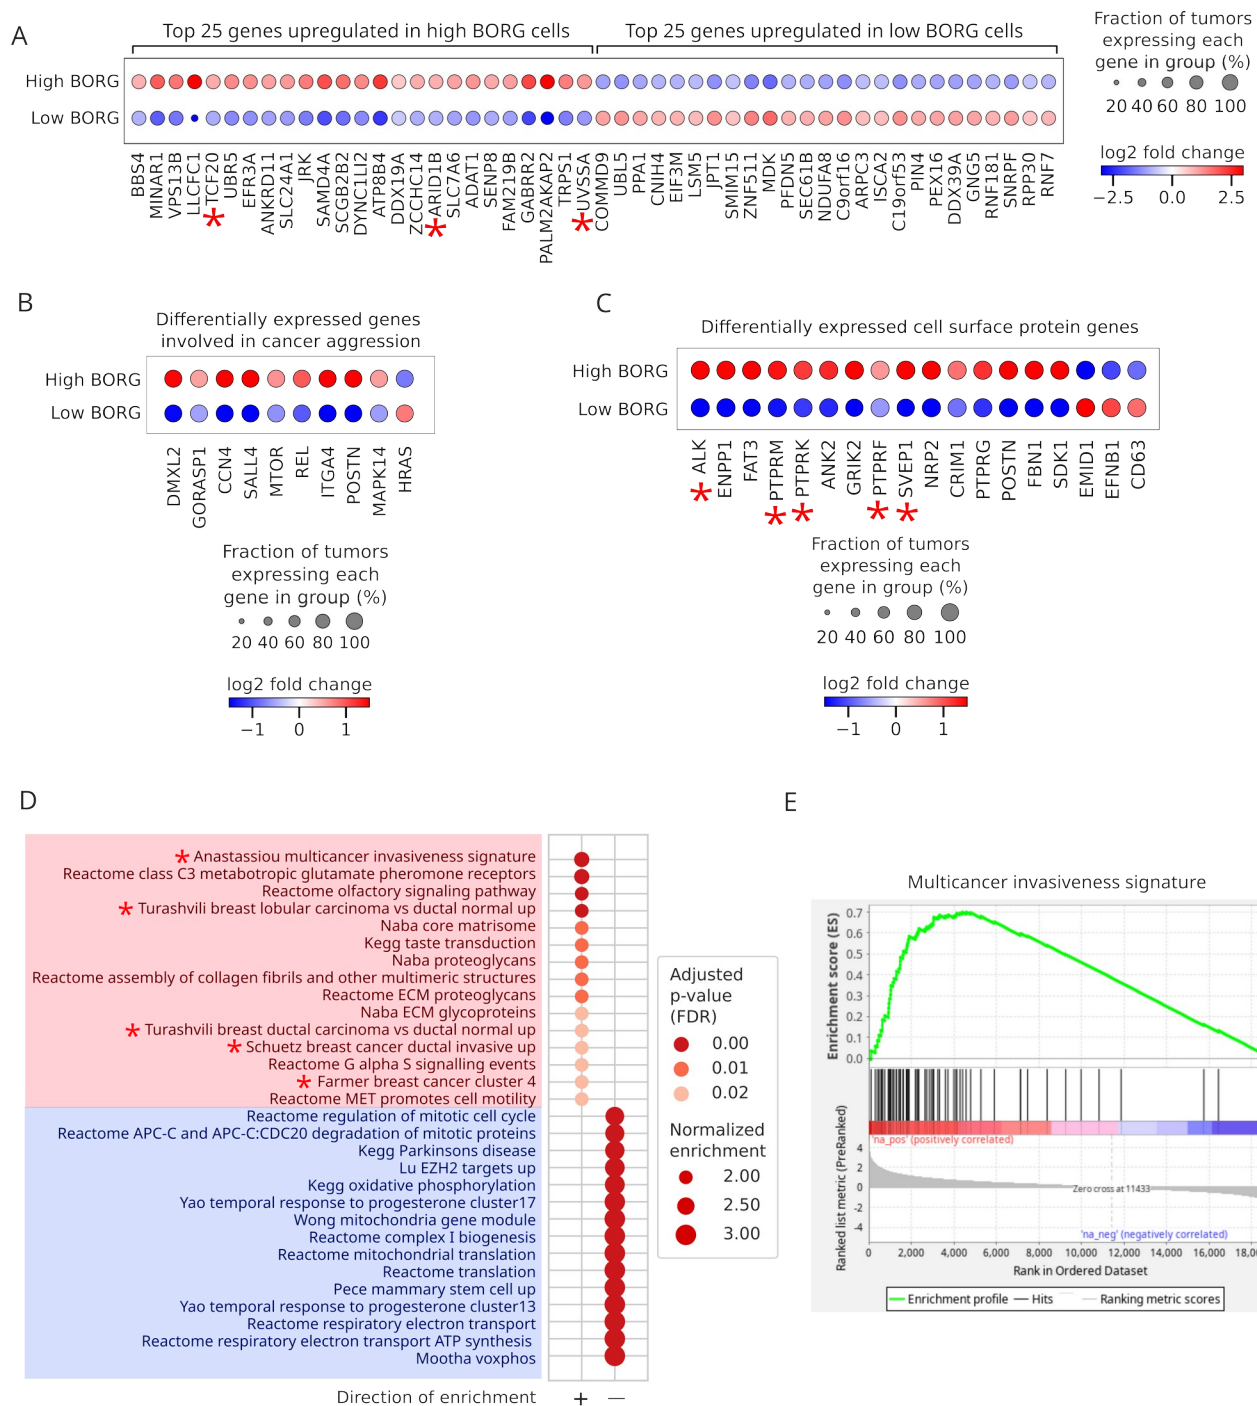 A
Top 25 genes upregulated in high BORG cells
Top 25 genes upregulated in low BORG cells
High BORG
Low BORG
BBS4
MINAR1
VPS13B
LLCFC1
TCF20
*
UBR5
EFR3A
ANKRD11
SLC24A1
JRK
SAMD4A
SCGB2B2
DYNC1LI2
ATP8B4
DDX19A
ZCCHC14
ARID1B
*
SLC7A6
ADAT1
SENP8
FAM219B
GABRR2
PALM2AKAP2
TRPS1
UVSSA
*
COMMD9
UBL5
PPA1
CNIH4
EIF3M
LSM5
JPT1
SMIM15
ZNF511
MDK
PFDN5
SEC61B
NDUFA8
C9orf16
ARPC3
ISCA2
C19orf53
PIN4
PEX16
DDX39A
GNG5
RNF181
SNRPF
RPP30
RNF7
Fraction of tumors
expressing each
gene in group (%)
20 40 60 80 100
log2 fold change
−2.5 0.0 2.5
B
Differentially expressed genes
involved in cancer aggression
High BORG
Low BORG
DMXL2
GORASP1
CCN4
SALL4
MTOR
REL
ITGA4
POSTN
MAPK14
HRAS
Fraction of tumors
expressing each
gene in group (%)
20 40 60 80 100
log2 fold change
−1 0 1
C
Differentially expressed cell surface protein genes
High BORG
Low BORG
ALK
*
ENPP1
FAT3
PTPRM
*
PTPRK
*
ANK2
GRIK2
PTPRF
*
SVEP1
*
NRP2
CRIM1
PTPRG
POSTN
FBN1
SDK1
EMID1
EFNB1
CD63
Fraction of tumors
expressing each
gene in group (%)
20 40 60 80 100
log2 fold change
−1 0 1
D
* Anastassiou multicancer invasiveness signature
Reactome class C3 metabotropic glutamate pheromone receptors
Reactome olfactory signaling pathway
* Turashvili breast lobular carcinoma vs ductal normal up
Naba core matrisome
Kegg taste transduction
Naba proteoglycans
Reactome assembly of collagen fibrils and other multimeric structures
Reactome ECM proteoglycans
Naba ECM glycoproteins
* Turashvili breast ductal carcinoma vs ductal normal up
* Schuetz breast cancer ductal invasive up
Reactome G alpha S signalling events
* Farmer breast cancer cluster 4
Reactome MET promotes cell motility
Reactome regulation of mitotic cell cycle
Reactome APC-C and APC-C:CDC20 degradation of mitotic proteins
Kegg Parkinsons disease
Lu EZH2 targets up
Kegg oxidative phosphorylation
Yao temporal response to progesterone cluster17
Wong mitochondria gene module
Reactome complex I biogenesis
Reactome mitochondrial translation
Reactome translation
Pece mammary stem cell up
Yao temporal response to progesterone cluster13
Reactome respiratory electron transport
Reactome respiratory electron transport ATP synthesis
Mootha voxphos
Direction of enrichment + —
Adjusted
p-value
(FDR)
0.00
0.01
0.02
Normalized
enrichment
2.00
2.50
3.00
E
Multicancer invasiveness signature
Enrichment score (ES)
0.7
0.6
0.5
0.4
0.3
0.2
0.1
0.0
'na_pos' (positively correlated)
Ranked list metric (PreRanked)
4
2
0
-2
-4
Zero cross at 11433
'na_neg' (negatively correlated)
0 2,000 4,000 6,000 8,000 10,000 12,000 14,000 16,000 18,00
Rank in Ordered Dataset
Enrichment profile Hits Ranking metric scores